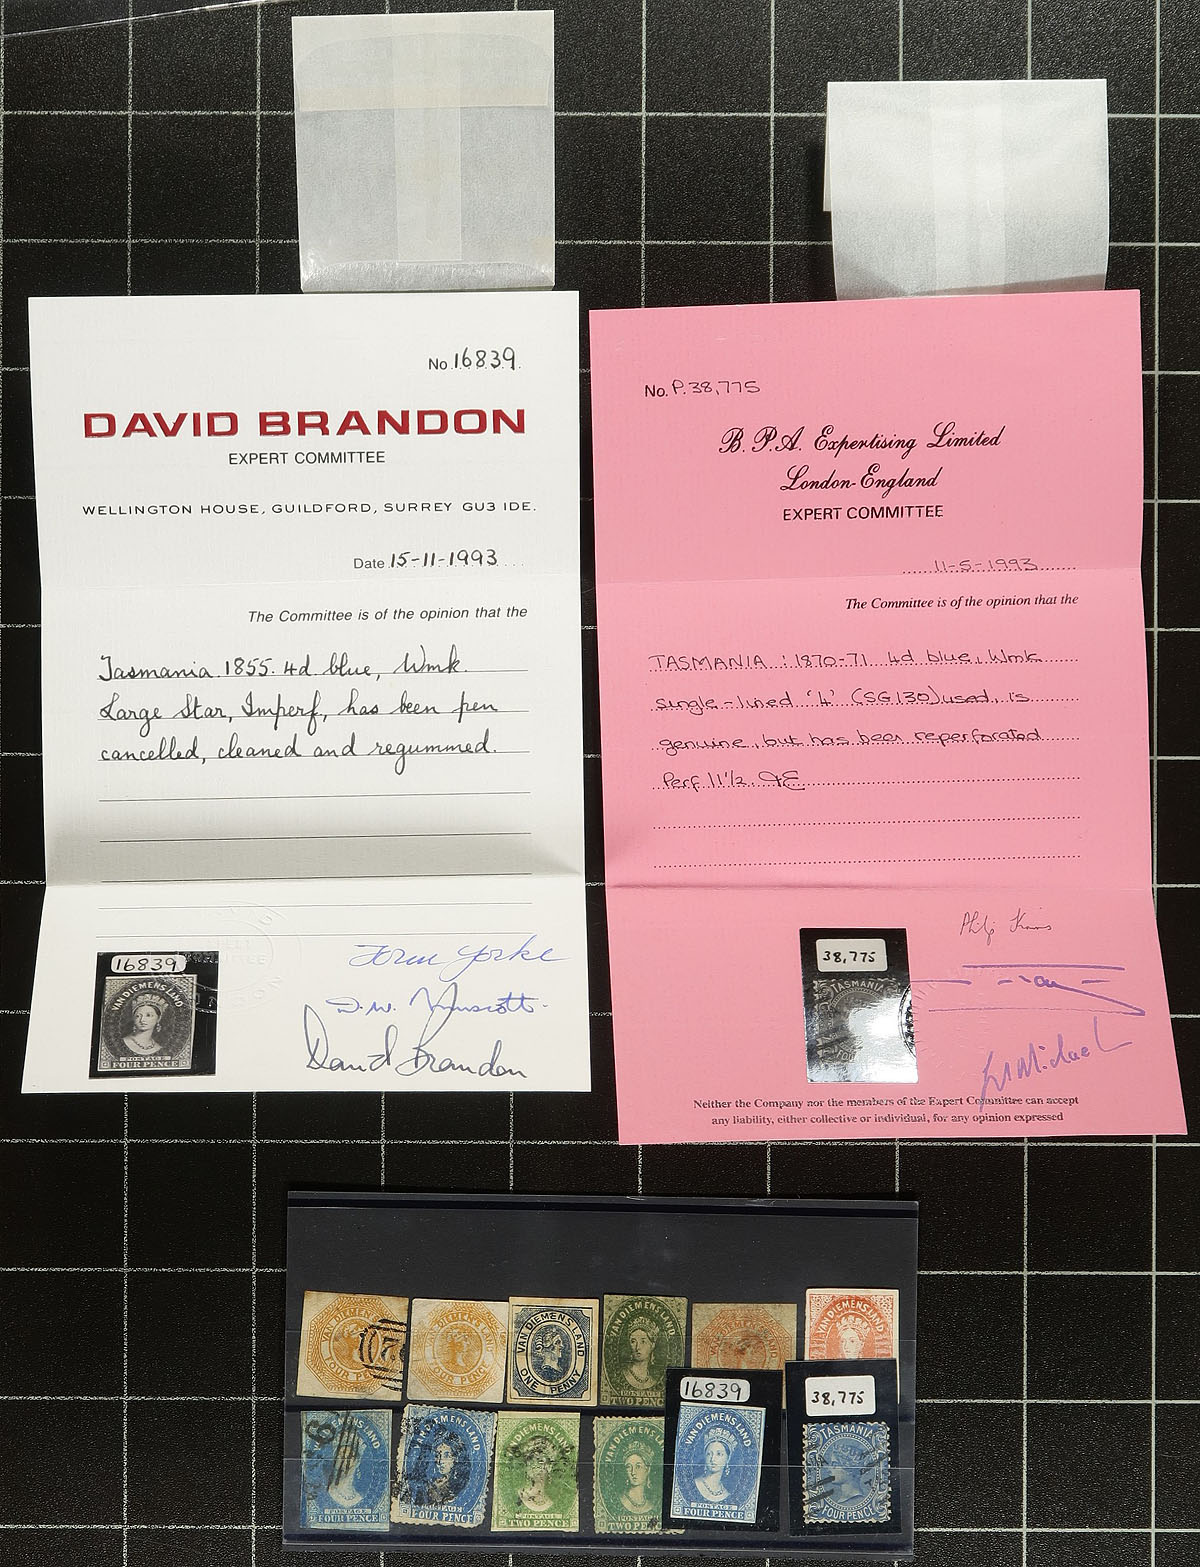 No. 16839
DAVID BRANDON
EXPERT COMMITTEE
WELLINGTON HOUSE, GUILDFORD, SURREY GU3 1DE.
Date 15-11-1993
The Committee is of the opinion that the
Tasmania 1855. 4d blue, Wmk.
Large Star, Imperf, has been pen
cancelled, cleaned and regummed.
16839
VAN DIEMENS LAND
POSTAGE
FOUR PENCE
David Brandon
No. P. 38,775
B. P. A. Expertising Limited
London-England
EXPERT COMMITTEE
11-5-1993
The Committee is of the opinion that the
TASMANIA : 1870-71 4d blue, Wmk
single-lined '4' (SG130) used, is
genuine, but has been reperforated
Perf 11½
38,775
TASMANIA
Neither the Company nor the members of the Expert Committee can accept
any liability, either collective or individual, for any opinion expressed
VAN DIEMENS LAND
FOUR PENCE
VAN DIEMENS LAND
FOUR PENCE
VAN DIEMENS LAND
ONE PENNY
VAN DIEMENS LAND
POSTAGE
TWO PENCE
VAN DIEMENS LAND
16839
VAN DIEMENS LAND
POSTAGE
FOUR PENCE
38,775
TASMANIA
FOUR PENCE
POSTAGE
FOUR PENCE
VAN DIEMENS LAND
POSTAGE
FOUR PENCE
POSTAGE
TWO PENCE
VAN DIEMENS LAND
POSTAGE
TWO PENCE